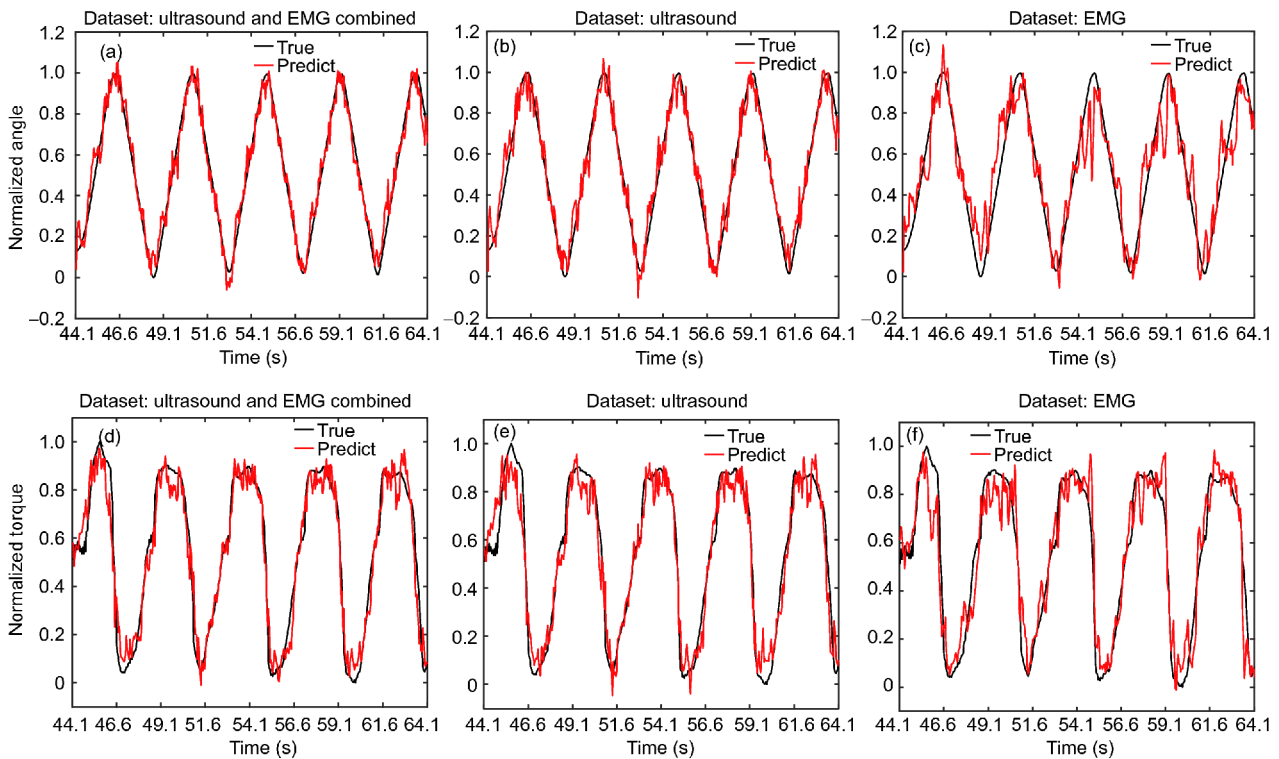 Dataset: ultrasound and EMG combined
(a)
True
Predict
Normalized angle
1.2
1.0
0.8
0.6
0.4
0.2
0
–0.2
44.1 46.6 49.1 51.6 54.1 56.6 59.1 61.6 64.1
Time (s)
Dataset: ultrasound
(b)
True
Predict
1.2
1.0
0.8
0.6
0.4
0.2
0
–0.2
44.1 46.6 49.1 51.6 54.1 56.6 59.1 61.6 64.1
Time (s)
Dataset: EMG
(c)
True
Predict
1.2
1.0
0.8
0.6
0.4
0.2
0
–0.2
44.1 46.6 49.1 51.6 54.1 56.6 59.1 61.6 64.1
Time (s)
Dataset: ultrasound and EMG combined
(d)
True
Predict
Normalized torque
1.0
0.8
0.6
0.4
0.2
0
44.1 46.6 49.1 51.6 54.1 56.6 59.1 61.6 64.1
Time (s)
Dataset: ultrasound
(e)
True
Predict
1.0
0.8
0.6
0.4
0.2
0
44.1 46.6 49.1 51.6 54.1 56.6 59.1 61.6 64.1
Time (s)
Dataset: EMG
(f)
True
Predict
1.0
0.8
0.6
0.4
0.2
0
44.1 46.6 49.1 51.6 54.1 56.6 59.1 61.6 64.1
Time (s)